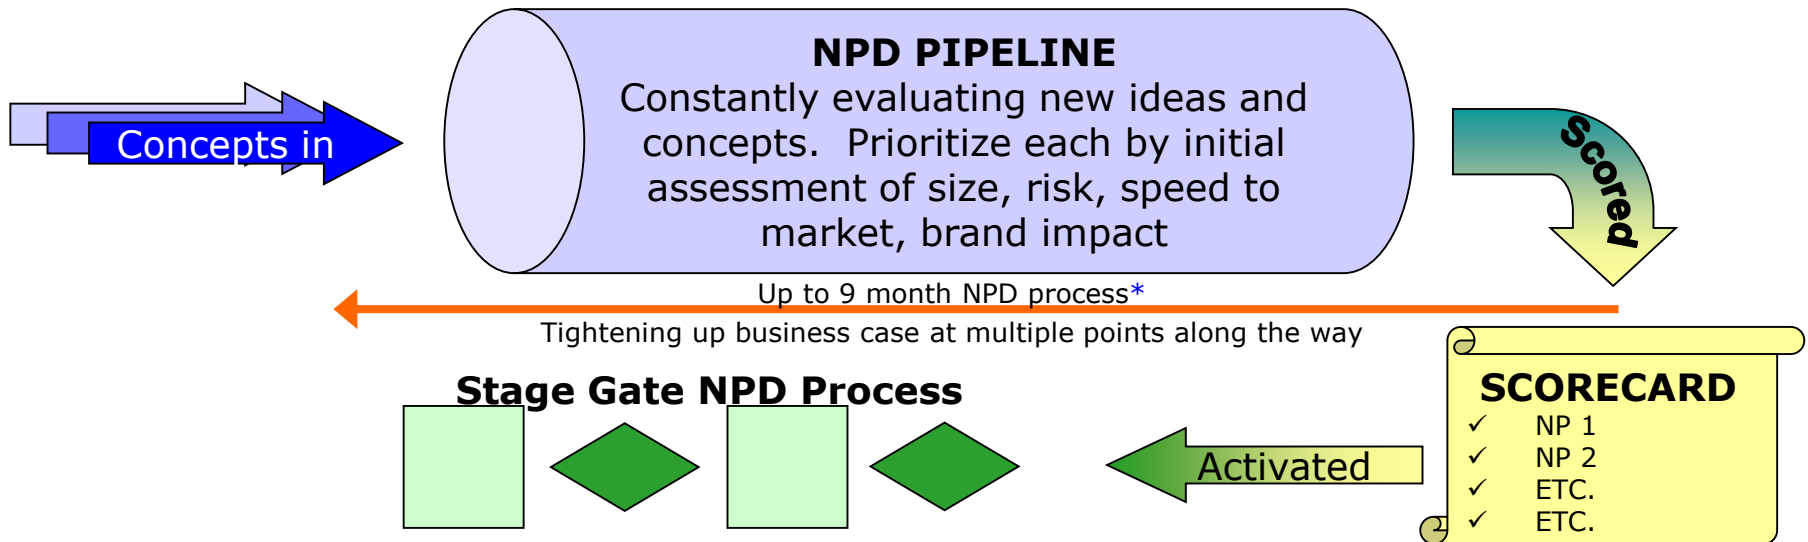 NPD PIPELINE
Constantly evaluating new ideas and
concepts.  Prioritize each by initial
assessment of size, risk, speed to
market, brand impact
Concepts in
Scored
Up to 9 month NPD process*
Tightening up business case at multiple points along the way
Stage Gate NPD Process
Activated
SCORECARD
✓ NP 1
✓ NP 2
✓ ETC.
✓ ETC.